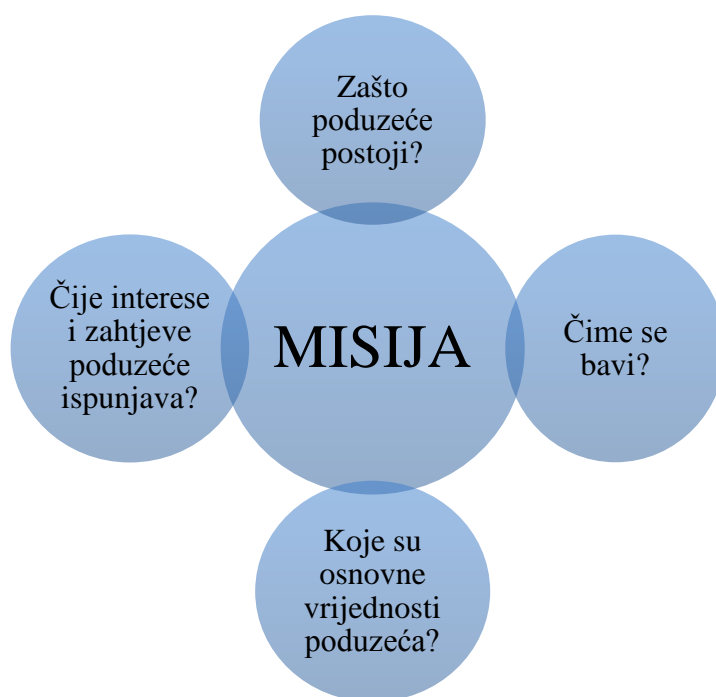 Zašto
poduzeće
postoji?
Čije interese
i zahtjeve
poduzeće
ispunjava?
MISIJA
Čime se
bavi?
Koje su
osnovne
vrijednosti
poduzeća?